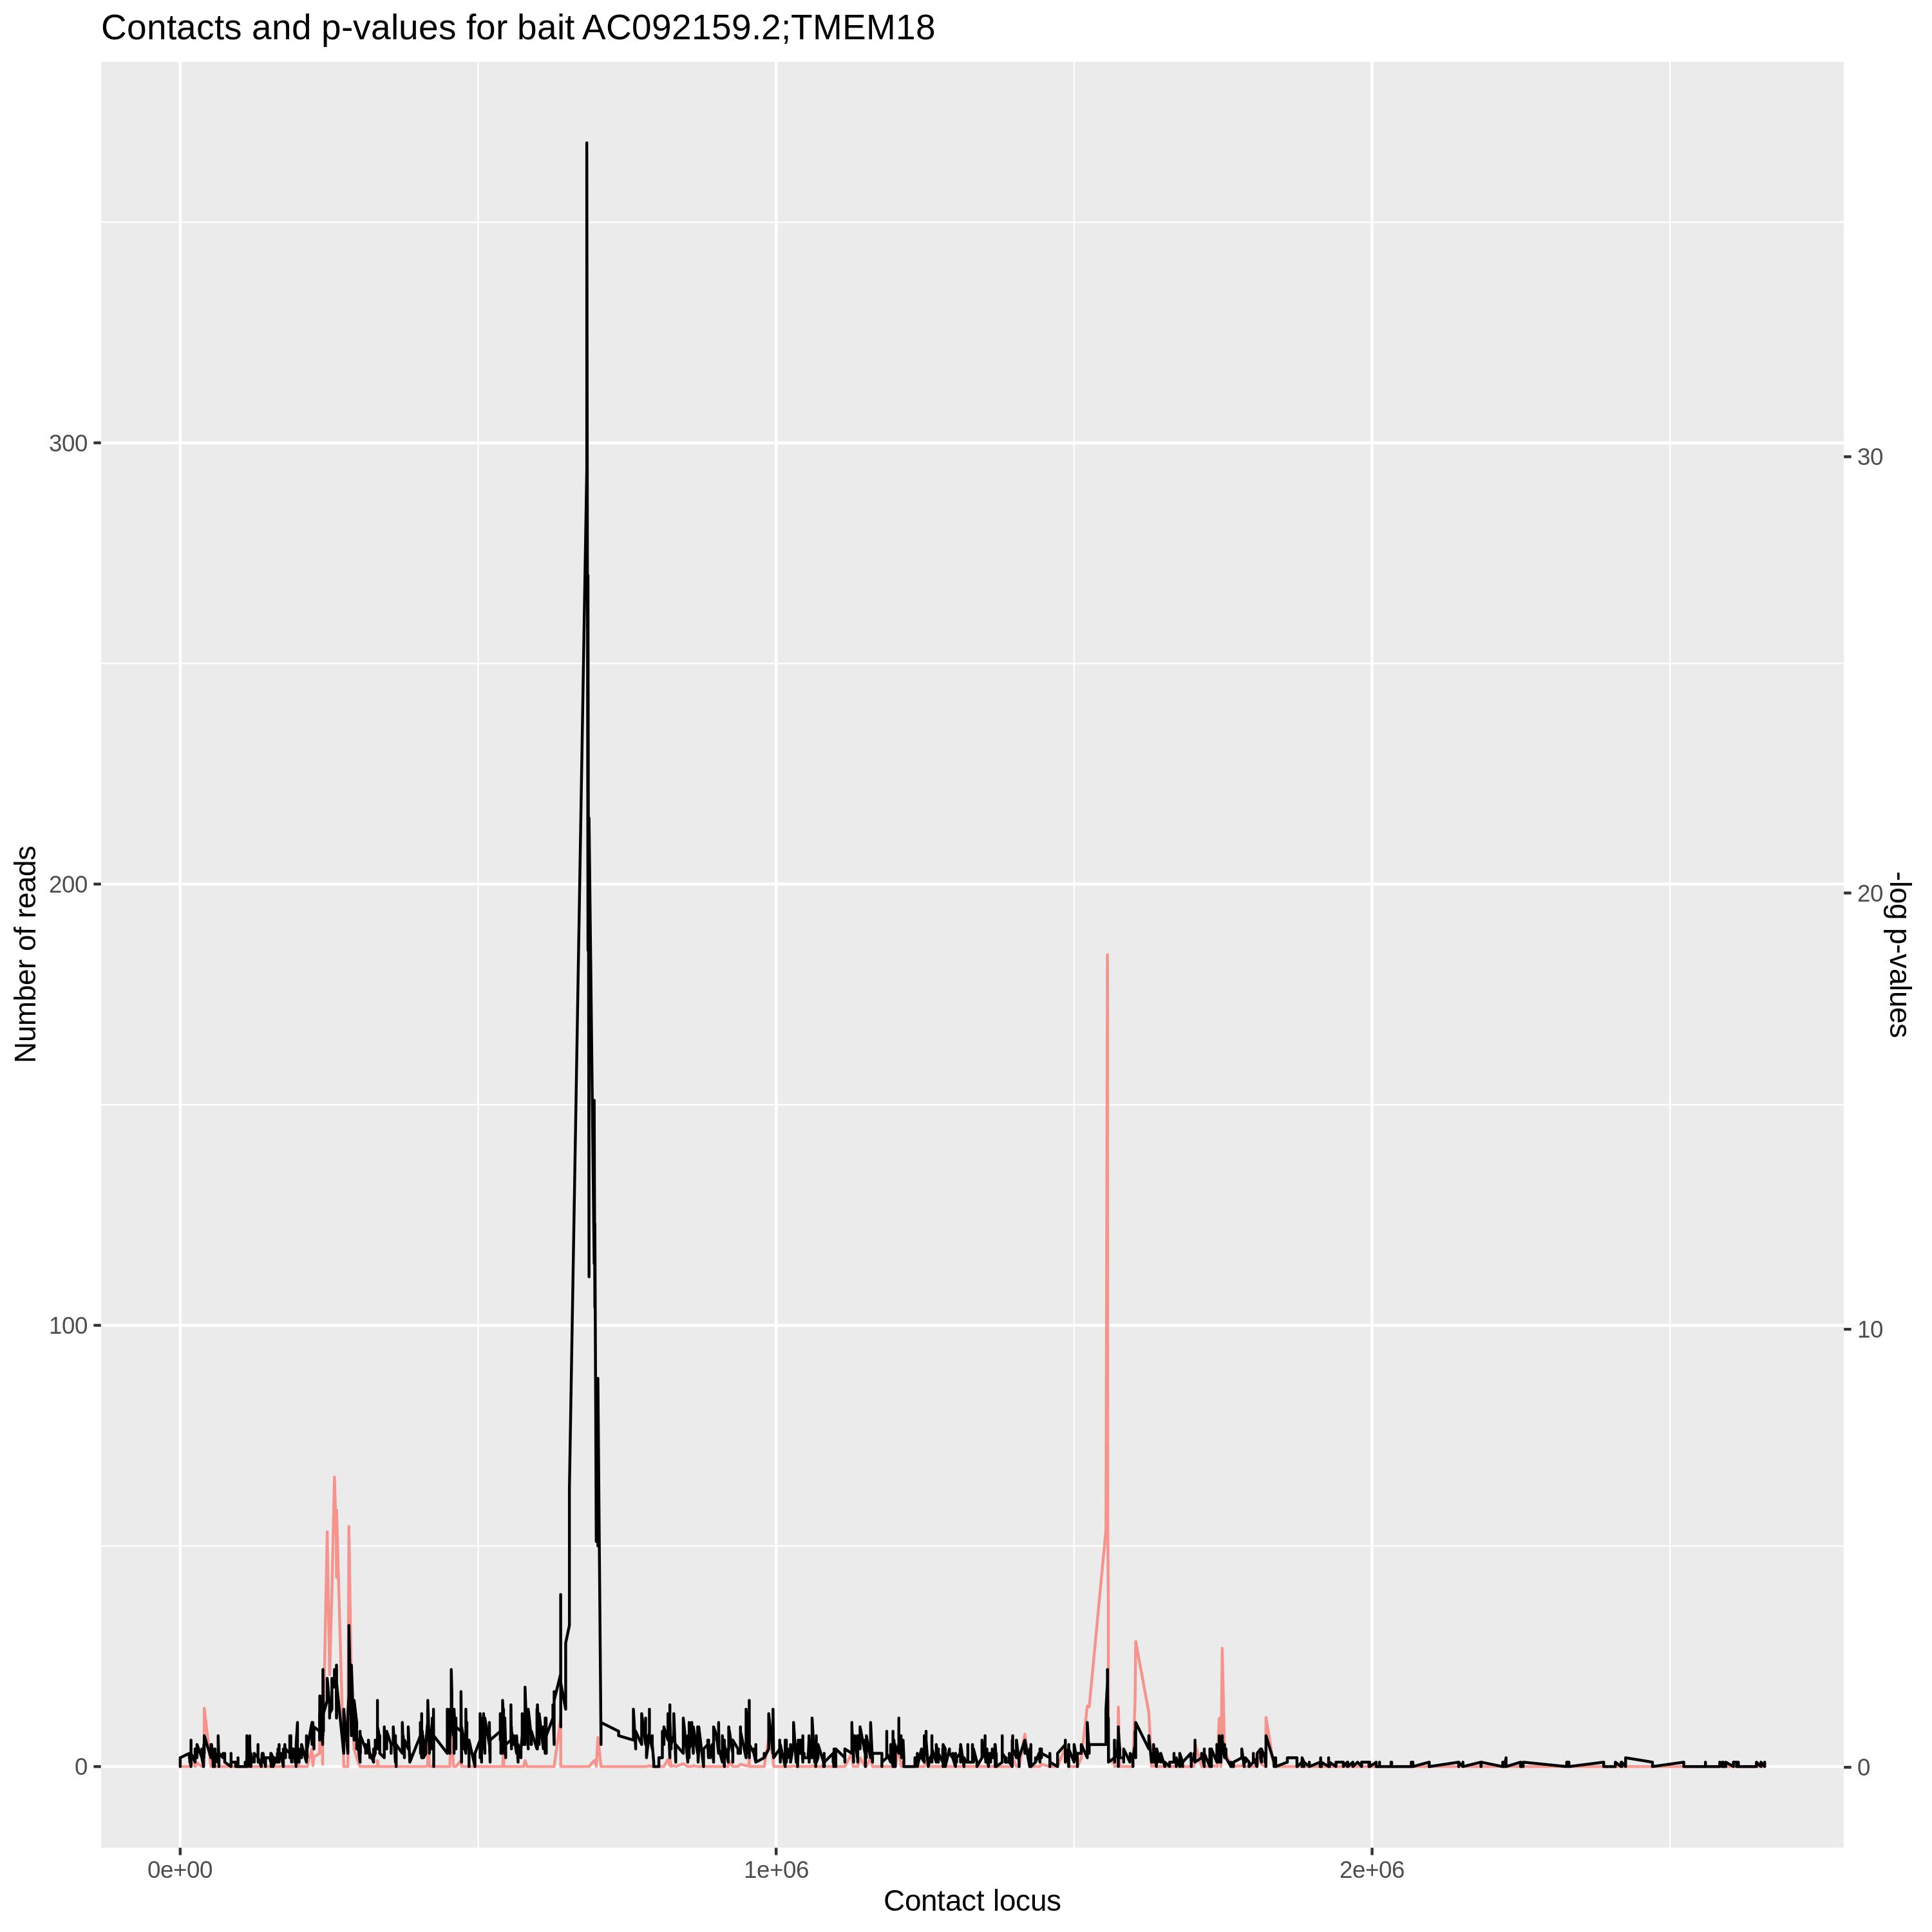 Contacts and p-values for bait AC092159.2;TMEM18
Number of reads
300
200
100
0
30
20
10
0
-log p-values
0e+00
1e+06
2e+06
Contact locus